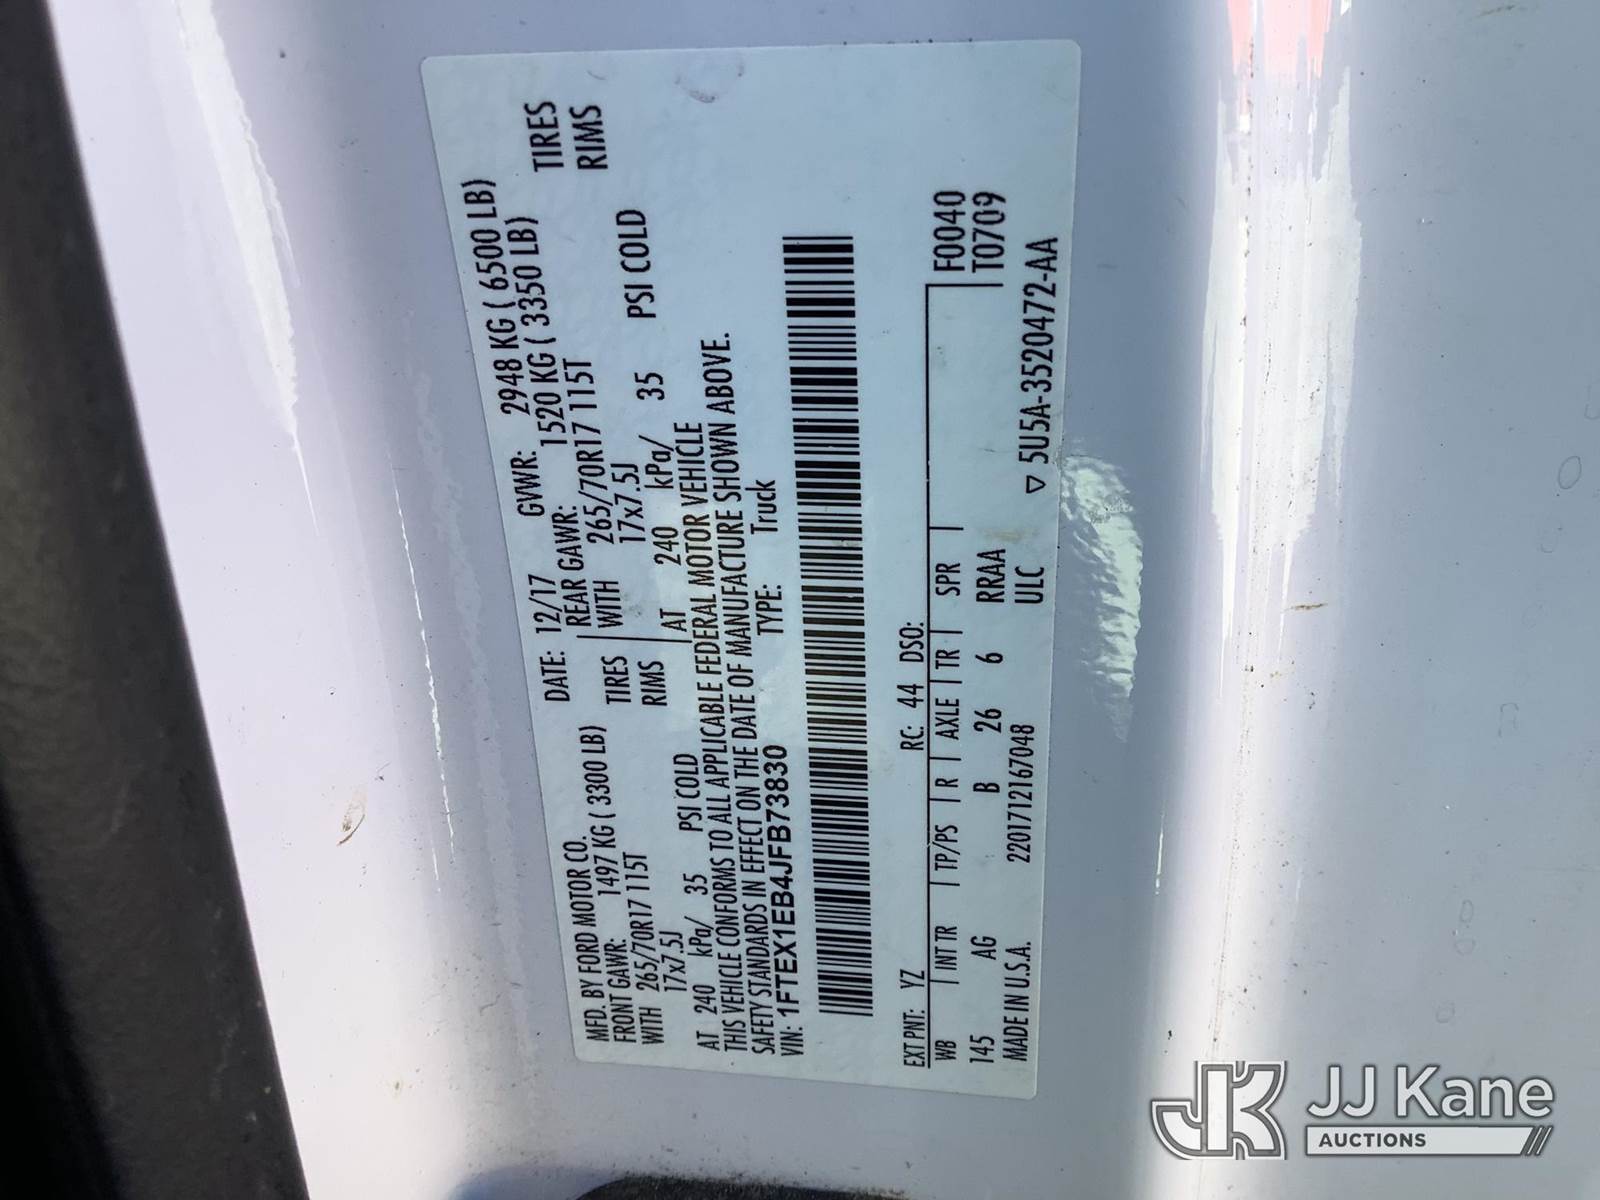 MFD. BY FORD MOTOR CO. DATE: 12/17 GVWR: 2948 KG ( 6500 LB)
FRONT GAWR: 1497 KG ( 3300 LB) REAR GAWR: 1520 KG ( 3350 LB)
WITH 265/70R17 115T TIRES WITH 265/70R17 115T TIRES
17x7.5J RIMS 17x7.5J RIMS
AT 240 kPa/ 35 PSI COLD AT 240 kPa/ 35 PSI COLD
THIS VEHICLE CONFORMS TO ALL APPLICABLE FEDERAL MOTOR VEHICLE
SAFETY STANDARDS IN EFFECT ON THE DATE OF MANUFACTURE SHOWN ABOVE.
VIN: 1FTEX1EB4JFB73830 TYPE: Truck
EXT PNT: YZ RC: 44 DSO: F0040
WB | INT TR | TP/PS | R | AXLE | TR | SPR | T0709
145 AG B 26 6 RRAA
MADE IN U.S.A. 2201712167048 ULC ▽ 5U5A-3520472-AA
JK JJ Kane
AUCTIONS